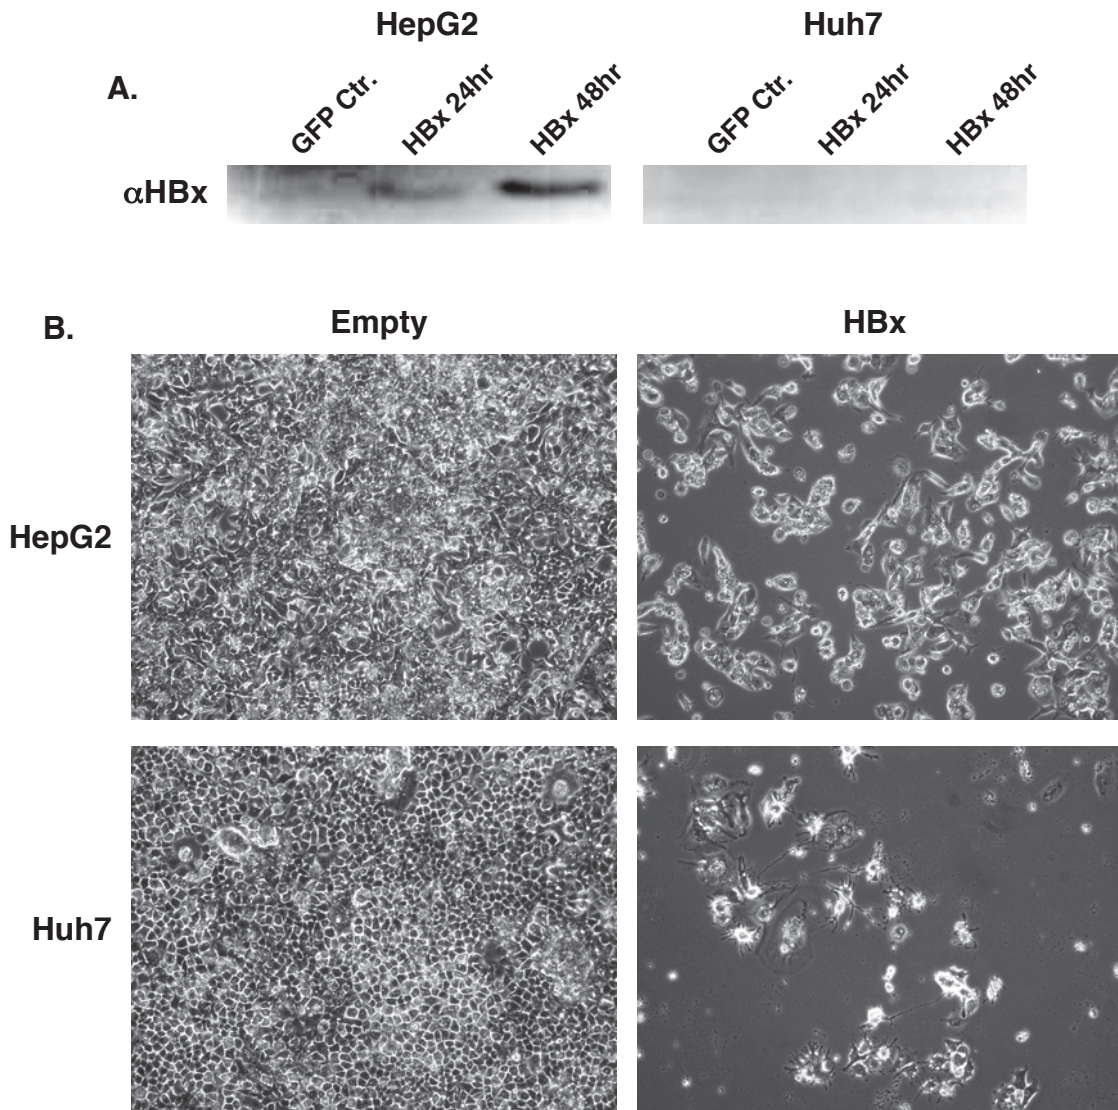 HepG2 Huh7
A.
GFP Ctr. HBx 24hr HBx 48hr GFP Ctr. HBx 24hr HBx 48hr
αHBx
B.
Empty HBx
HepG2
Huh7